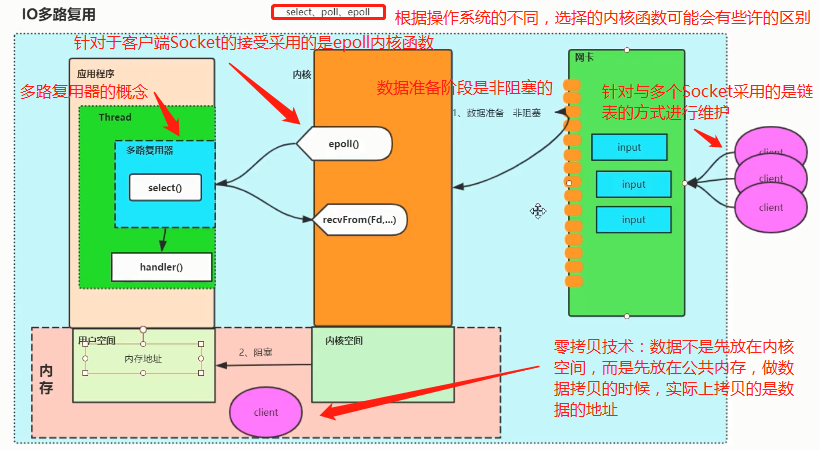 IO多路复用
select、poll、epoll
根据操作系统的不同，选择的内核函数可能会有些许的区别
针对于客户端Socket的接受采用的是epoll内核函数
网卡
应用程序
内核
多路复用器的概念
数据准备阶段是非阻塞的
针对与多个Socket采用的是链
表的方式进行维护
Thread
1、数据准备 非阻塞
多路复用器
epoll()
input
client
select()
input
client
recvFrom(Fd,...)
input
client
handler()
用户空间
内核空间
内存地址
2、阻塞
内存
client
零拷贝技术：数据不是先放在内核
空间，而是先放在公共内存，做数
据拷贝的时候，实际上拷贝的是数
据的地址